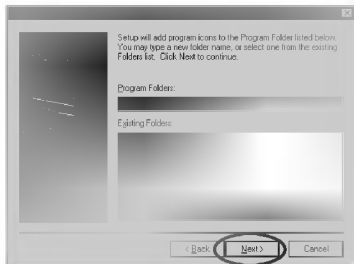 Setup will add program icons to the Program Folder listed below.
You may type a new folder name, or select one from the existing
Folders list. Click Next to continue.
Program Folders:
Existing Folders:
< Back
Next >
Cancel